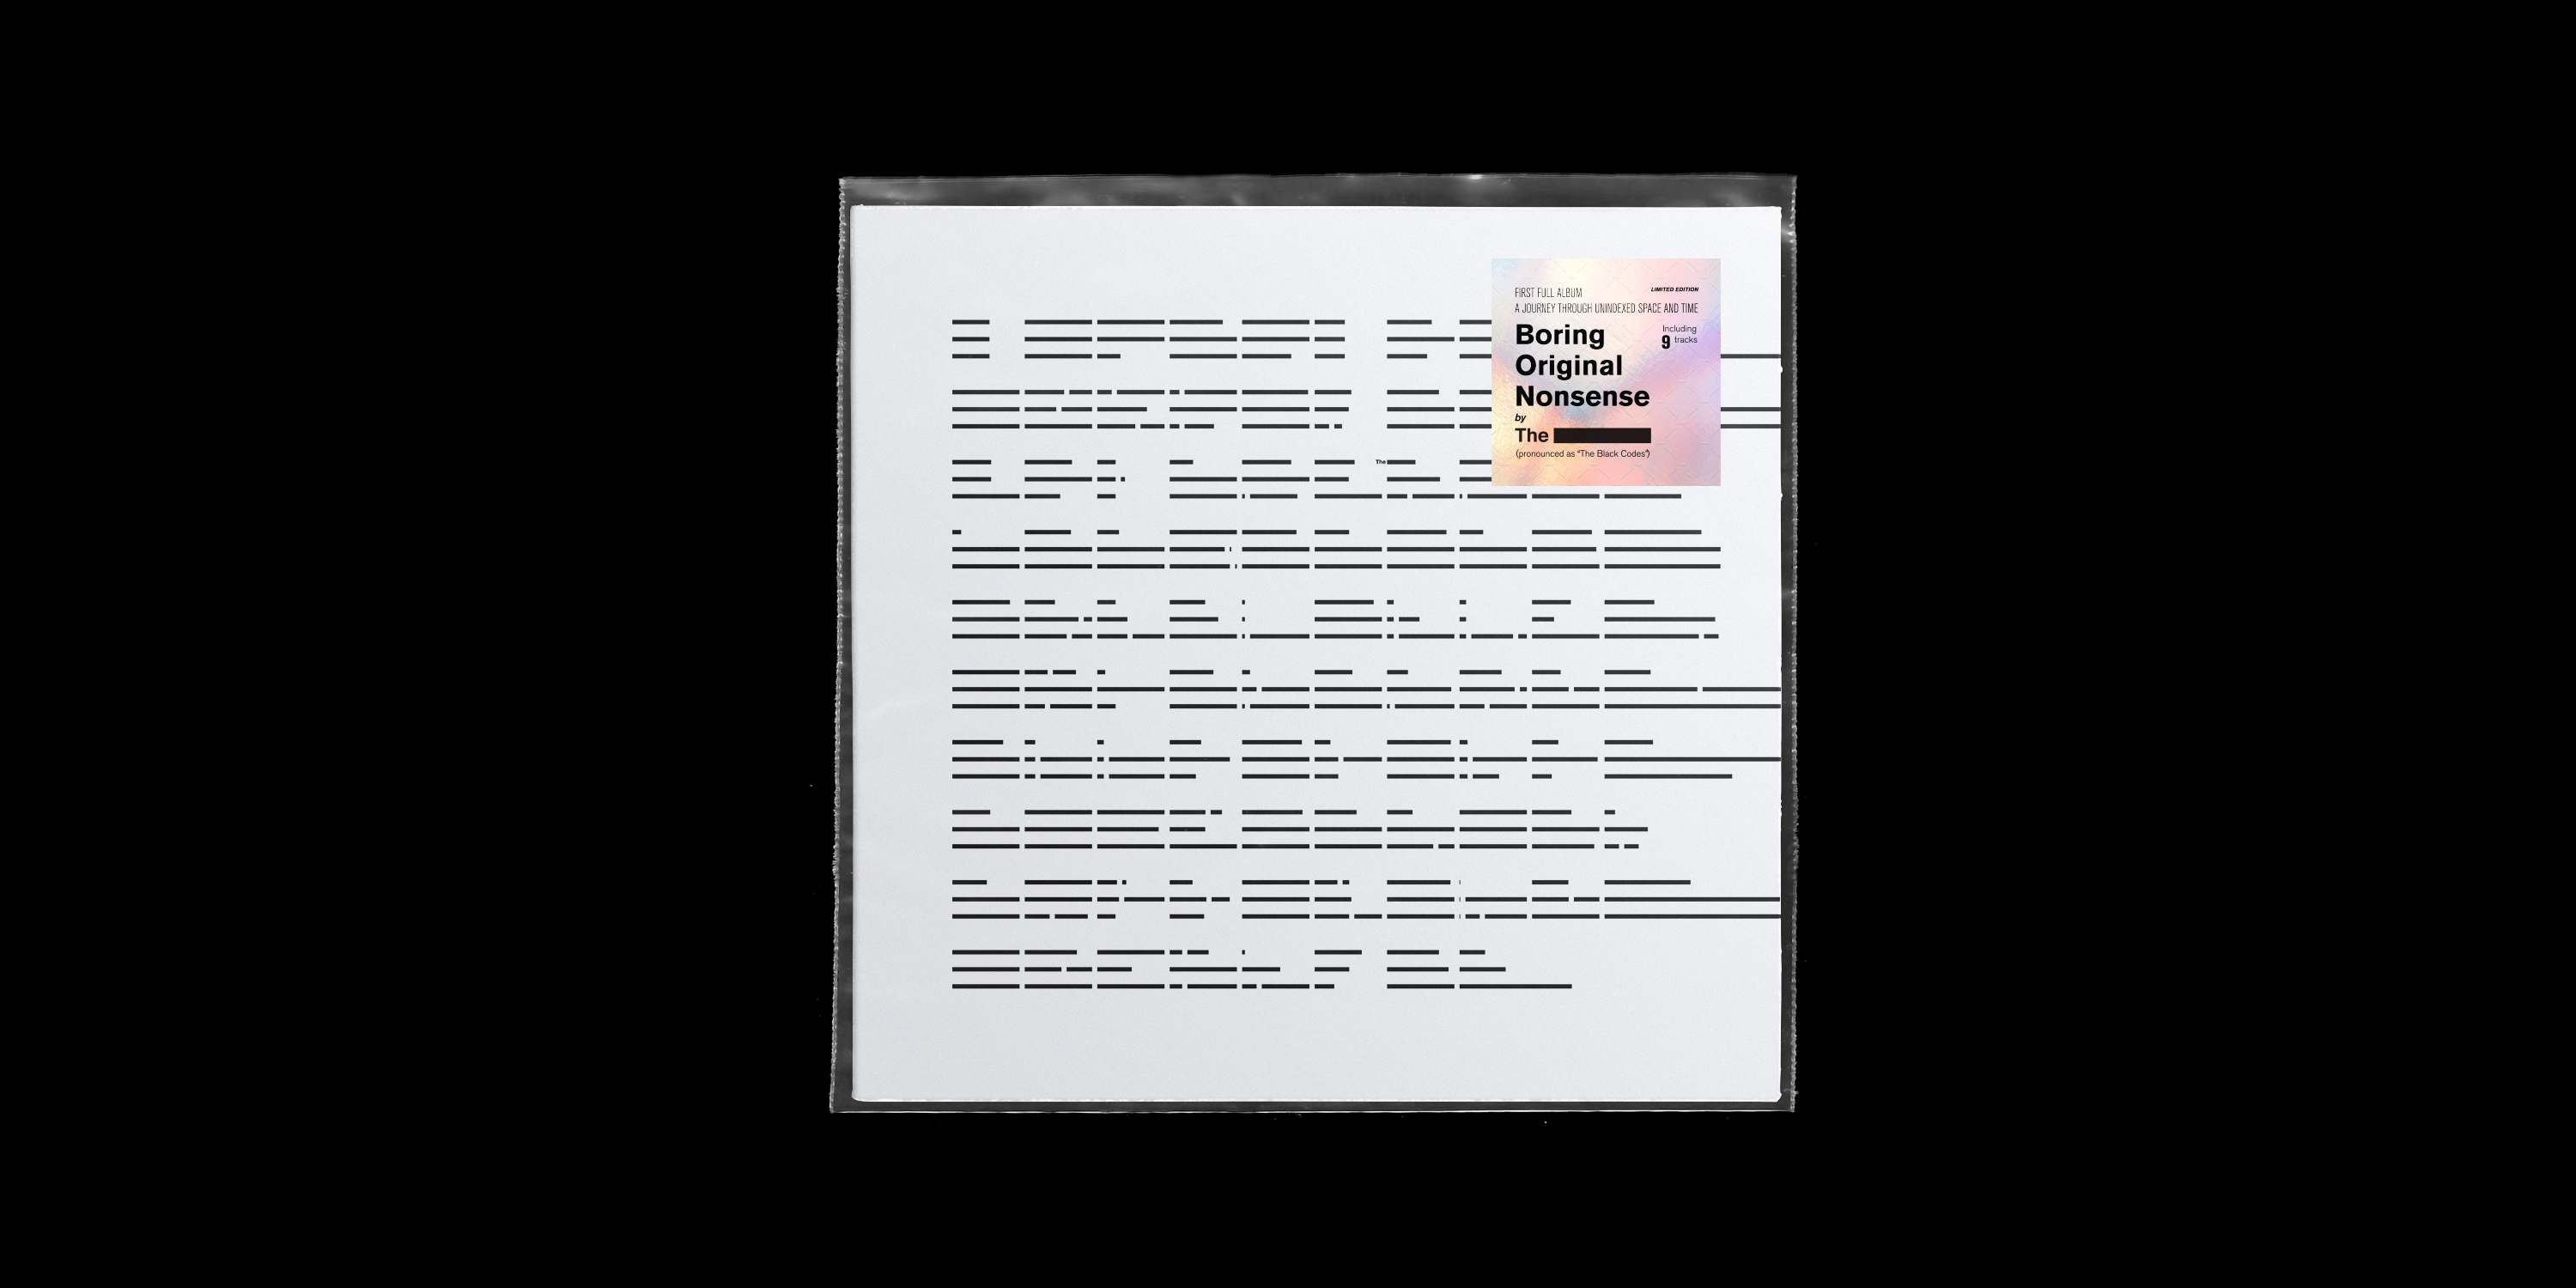 FIRST FULL ALBUM
LIMITED EDITION
A JOURNEY THROUGH UNINDEXED SPACE AND TIME
Boring
Original
Nonsense
Including
9 tracks
by
The
(pronounced as “The Black Codes”)
The